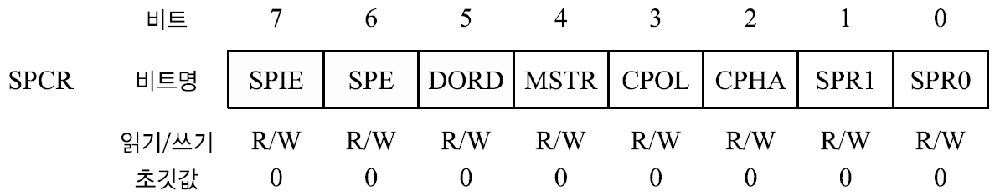 비트 7 6 5 4 3 2 1 0
SPCR 비트명 SPIE SPE DORD MSTR CPOL CPHA SPR1 SPR0
읽기/쓰기 R/W R/W R/W R/W R/W R/W R/W R/W
초깃값 0 0 0 0 0 0 0 0